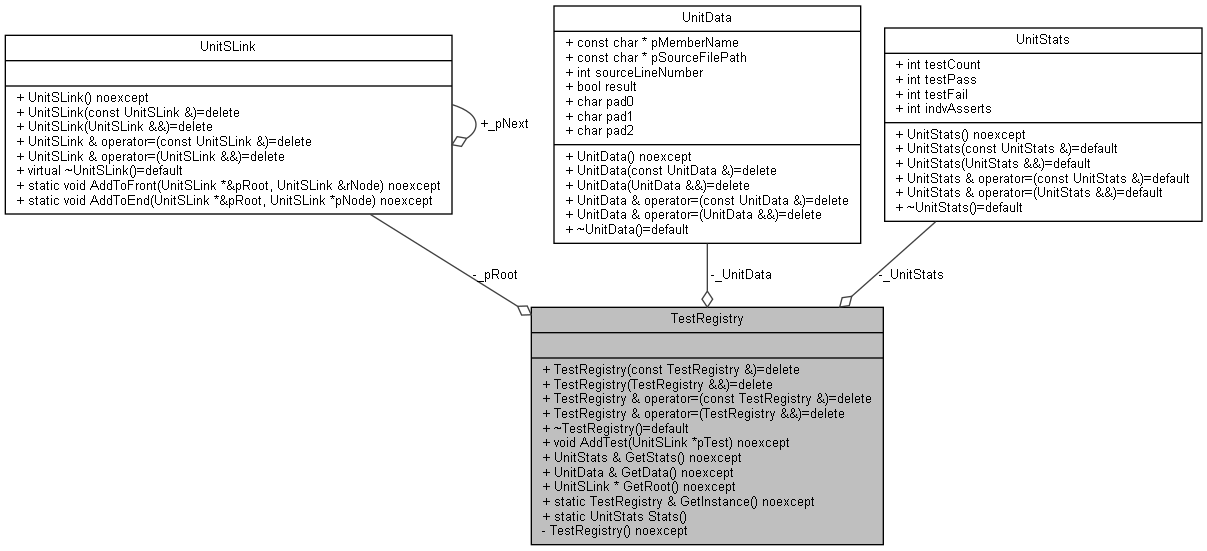 UnitSLink
+ UnitSLink() noexcept
+ UnitSLink(const UnitSLink &)=delete
+ UnitSLink(UnitSLink &&)=delete
+ UnitSLink & operator=(const UnitSLink &)=delete
+ UnitSLink & operator=(UnitSLink &&)=delete
+ virtual ~UnitSLink()=default
+ static void AddToFront(UnitSLink *&pRoot, UnitSLink &rNode) noexcept
+ static void AddToEnd(UnitSLink *&pRoot, UnitSLink *pNode) noexcept
+_pNext
UnitData
+ const char * pMemberName
+ const char * pSourceFilePath
+ int sourceLineNumber
+ bool result
+ char pad0
+ char pad1
+ char pad2
+ UnitData() noexcept
+ UnitData(const UnitData &)=delete
+ UnitData(UnitData &&)=delete
+ UnitData & operator=(const UnitData &)=delete
+ UnitData & operator=(UnitData &&)=delete
+ ~UnitData()=default
UnitStats
+ int testCount
+ int testPass
+ int testFail
+ int indvAsserts
+ UnitStats() noexcept
+ UnitStats(const UnitStats &)=default
+ UnitStats(UnitStats &&)=default
+ UnitStats & operator=(const UnitStats &)=default
+ UnitStats & operator=(UnitStats &&)=default
+ ~UnitStats()=default
-_pRoot
-_UnitData
-_UnitStats
TestRegistry
+ TestRegistry(const TestRegistry &)=delete
+ TestRegistry(TestRegistry &&)=delete
+ TestRegistry & operator=(const TestRegistry &)=delete
+ TestRegistry & operator=(TestRegistry &&)=delete
+ ~TestRegistry()=default
+ void AddTest(UnitSLink *pTest) noexcept
+ UnitStats & GetStats() noexcept
+ UnitData & GetData() noexcept
+ UnitSLink * GetRoot() noexcept
+ static TestRegistry & GetInstance() noexcept
+ static UnitStats Stats()
- TestRegistry() noexcept